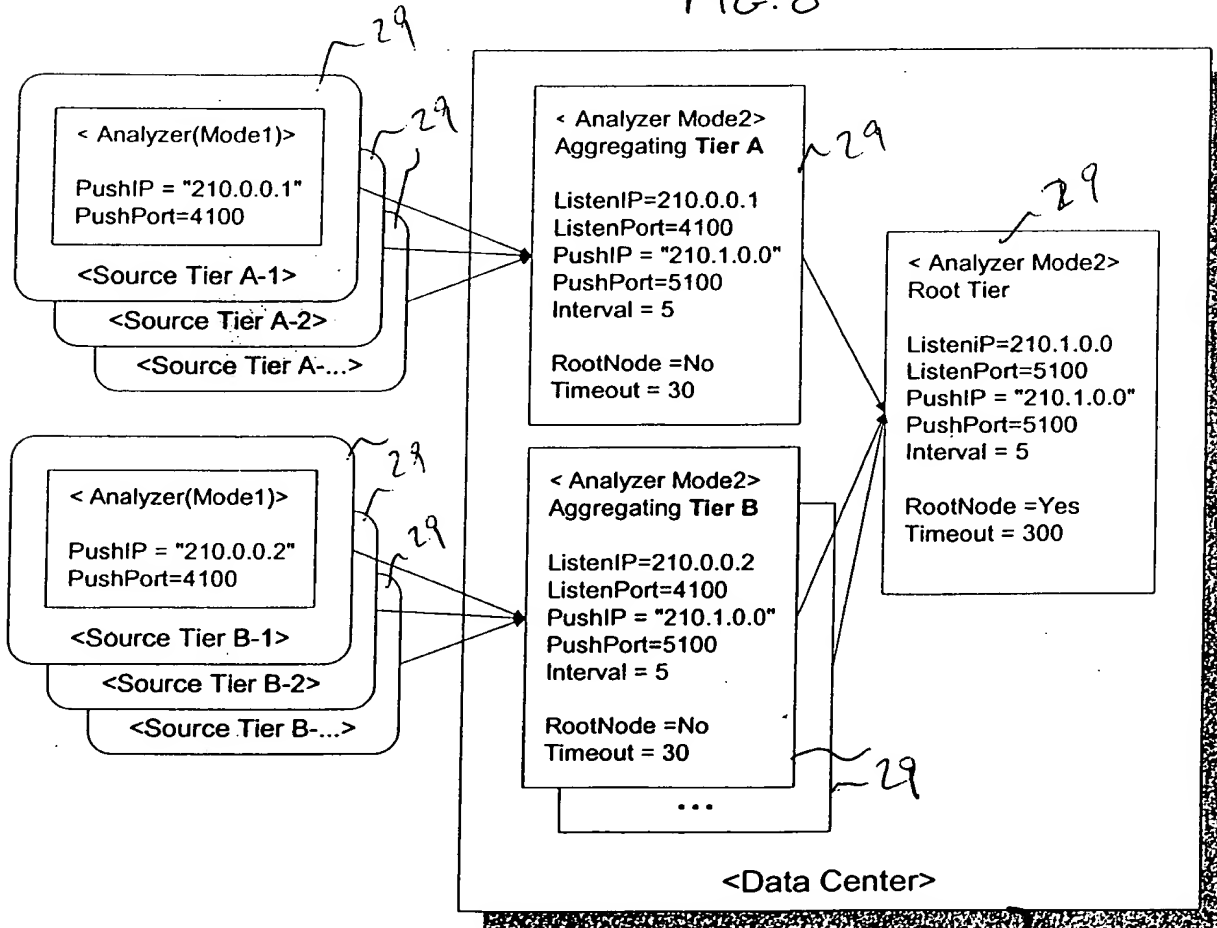 29
< Analyzer(Mode1)>
PushIP = "210.0.0.1"
PushPort=4100
<Source Tier A-1>
29
<Source Tier A-2>
29
<Source Tier A-...>
29
< Analyzer(Mode1)>
PushIP = "210.0.0.2"
PushPort=4100
<Source Tier B-1>
29
<Source Tier B-2>
29
<Source Tier B-...>
< Analyzer Mode2>
Aggregating Tier A
29
ListenIP=210.0.0.1
ListenPort=4100
PushIP = "210.1.0.0"
PushPort=5100
Interval = 5
RootNode =No
Timeout = 30
< Analyzer Mode2>
Aggregating Tier B
ListenIP=210.0.0.2
ListenPort=4100
PushIP = "210.1.0.0"
PushPort=5100
Interval = 5
RootNode =No
Timeout = 30
29
...
29
< Analyzer Mode2>
Root Tier
ListeniP=210.1.0.0
ListenPort=5100
PushIP = "210.1.0.0"
PushPort=5100
Interval = 5
RootNode =Yes
Timeout = 300
<Data Center>